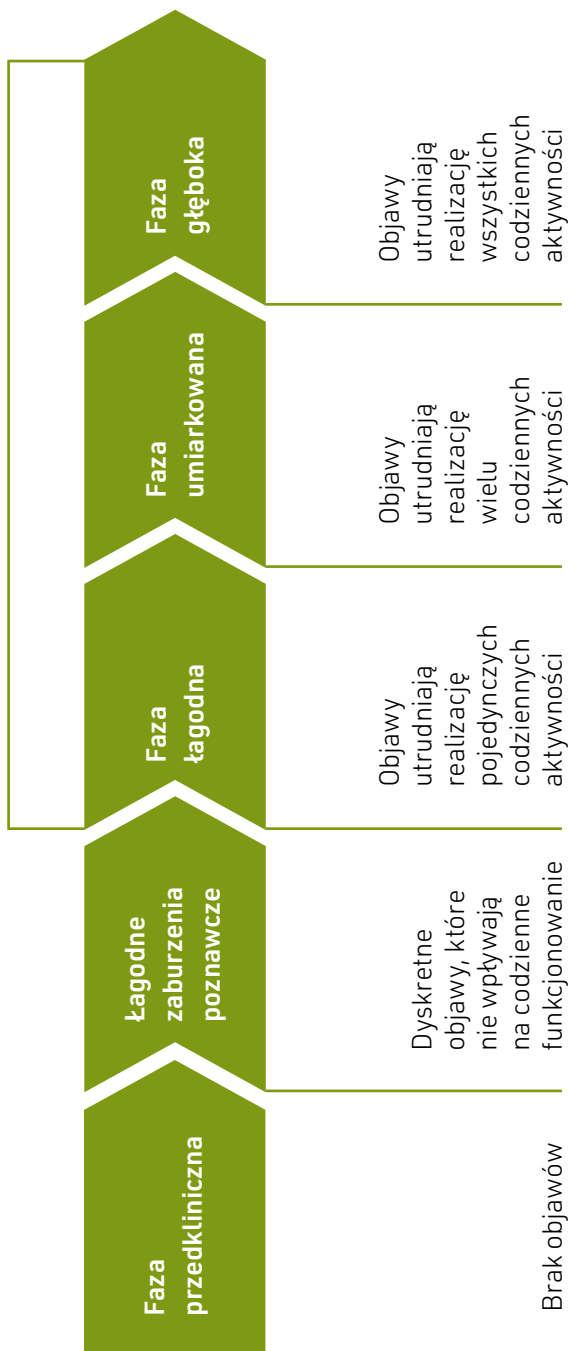 Faza
przedkliniczna
Łagodne
zaburzenia
poznawcze
Faza
łagodna
Faza
umiarkowana
Faza
głęboka
Brak objawów
Dyskretne
objawy, które
nie wpływają
na codzienne
funkcjonowanie
Objawy
utrudniają
realizację
pojedynczych
codziennych
aktywności
Objawy
utrudniają
realizację
wielu
codziennych
aktywności
Objawy
utrudniają
realizację
wszystkich
codziennych
aktywności